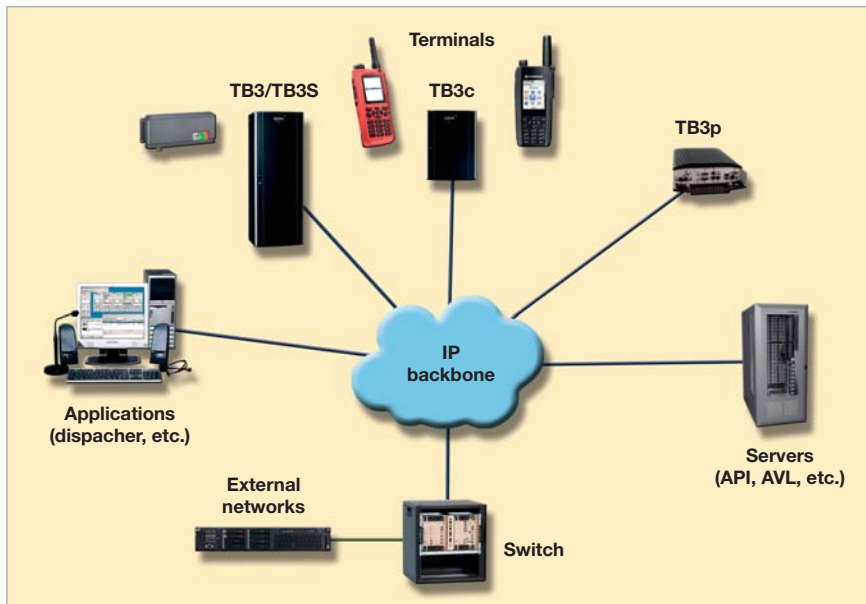 Terminals
TB3/TB3S
TB3c
TB3p
IP
backbone
Applications
(dispacher, etc.)
Servers
(API, AVL, etc.)
External
networks
Switch